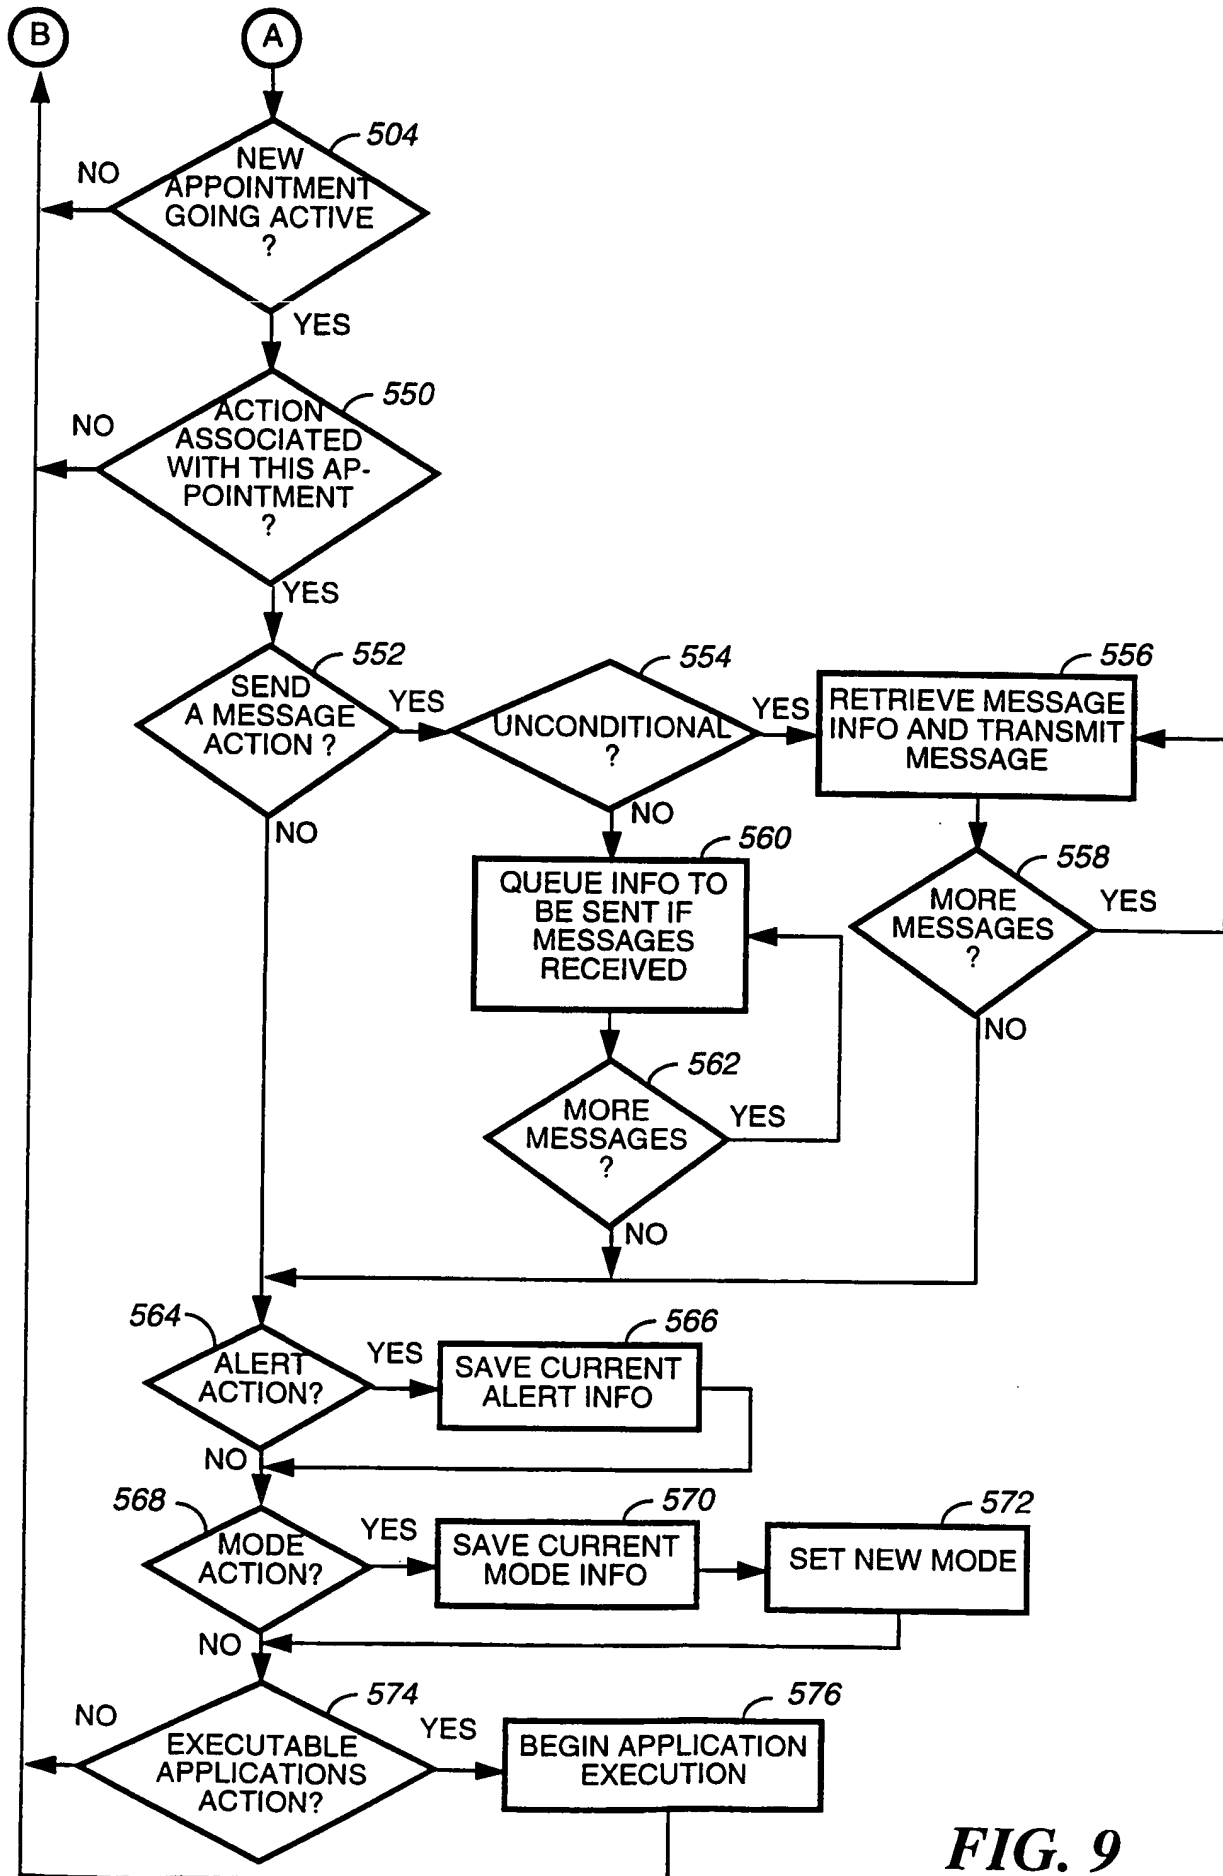 B
A
504
NEW
APPOINTMENT
GOING ACTIVE
?
NO
YES
550
ACTION
ASSOCIATED
WITH THIS AP-
POINTMENT
?
NO
YES
552
SEND
A MESSAGE
ACTION ?
YES
NO
554
UNCONDITIONAL
?
YES
NO
556
RETRIEVE MESSAGE
INFO AND TRANSMIT
MESSAGE
558
MORE
MESSAGES
?
YES
NO
560
QUEUE INFO TO
BE SENT IF
MESSAGES
RECEIVED
562
MORE
MESSAGES
?
YES
NO
564
ALERT
ACTION?
YES
NO
566
SAVE CURRENT
ALERT INFO
568
MODE
ACTION?
YES
NO
570
SAVE CURRENT
MODE INFO
572
SET NEW MODE
574
EXECUTABLE
APPLICATIONS
ACTION?
NO
YES
576
BEGIN APPLICATION
EXECUTION
FIG. 9